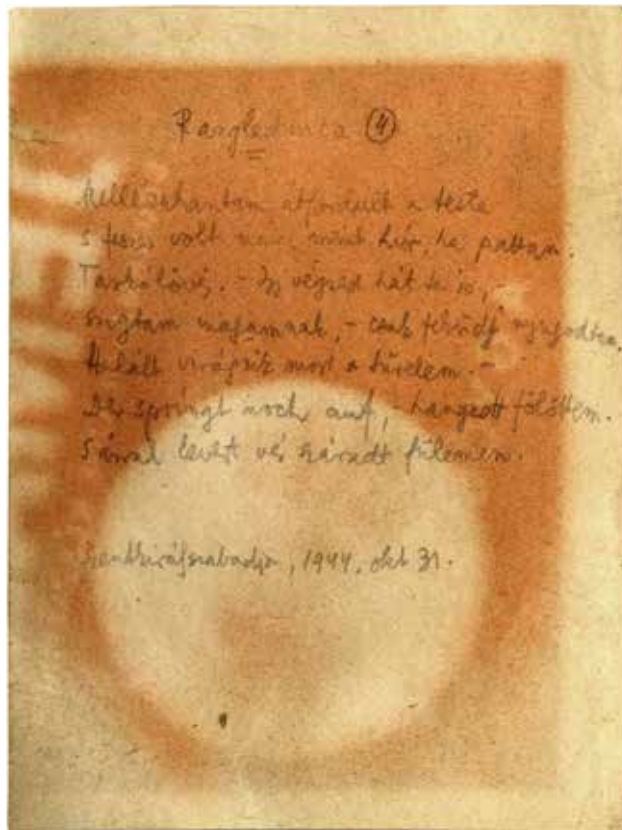 Razglednica (4)
Mellézuhantam átfordult a teste
s feszes volt már, mint húr, ha pattan.
Tarkólövés. – Így végzed hát te is, –
súgtam magamnak, – csak feküdj nyugodtan.
Halált virágzik most a türelem. –
Der springt noch auf, – hangzott fölöttem.
Sárral kevert vér száradt fülemen.
Szentkirályszabadja, 1944. okt 31.